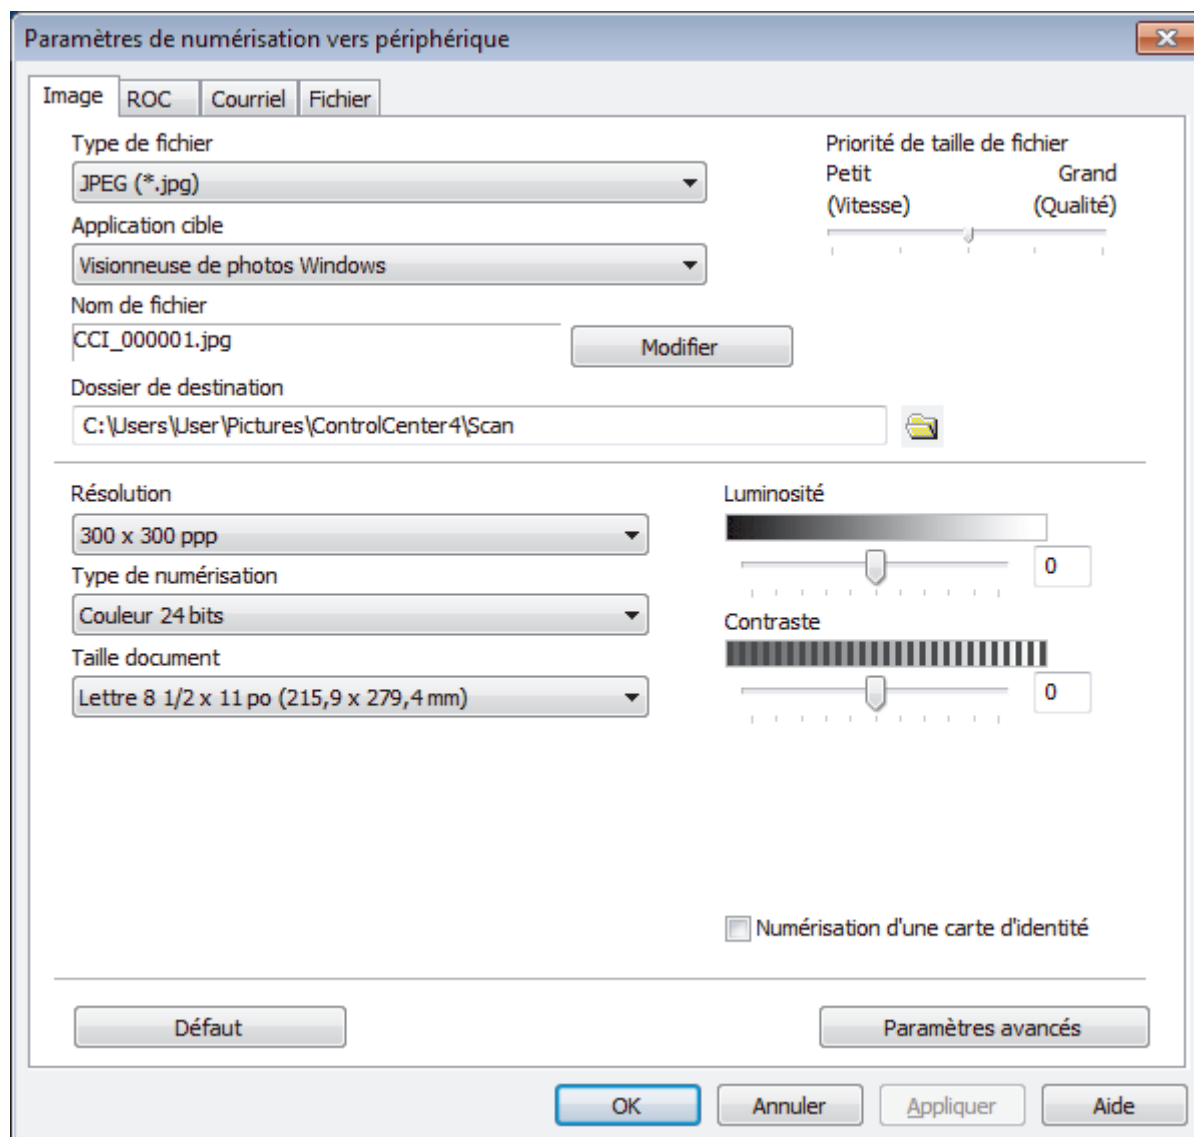 Paramètres de numérisation vers périphérique
Image ROC Courriel Fichier
Type de fichier
JPEG (*.jpg)
Application cible
Visionneuse de photos Windows
Nom de fichier
CCI_000001.jpg
Modifier
Dossier de destination
C:\Users\User\Pictures\ControlCenter4\Scan
Priorité de taille de fichier
Petit Grand
(Vitesse) (Qualité)
Résolution
300 x 300 ppp
Type de numérisation
Couleur 24 bits
Taille document
Lettre 8 1/2 x 11 po (215,9 x 279,4 mm)
Luminosité
0
Contraste
0
Numérisation d'une carte d'identité
Défaut Paramètres avancés
OK Annuler Appliquer Aide